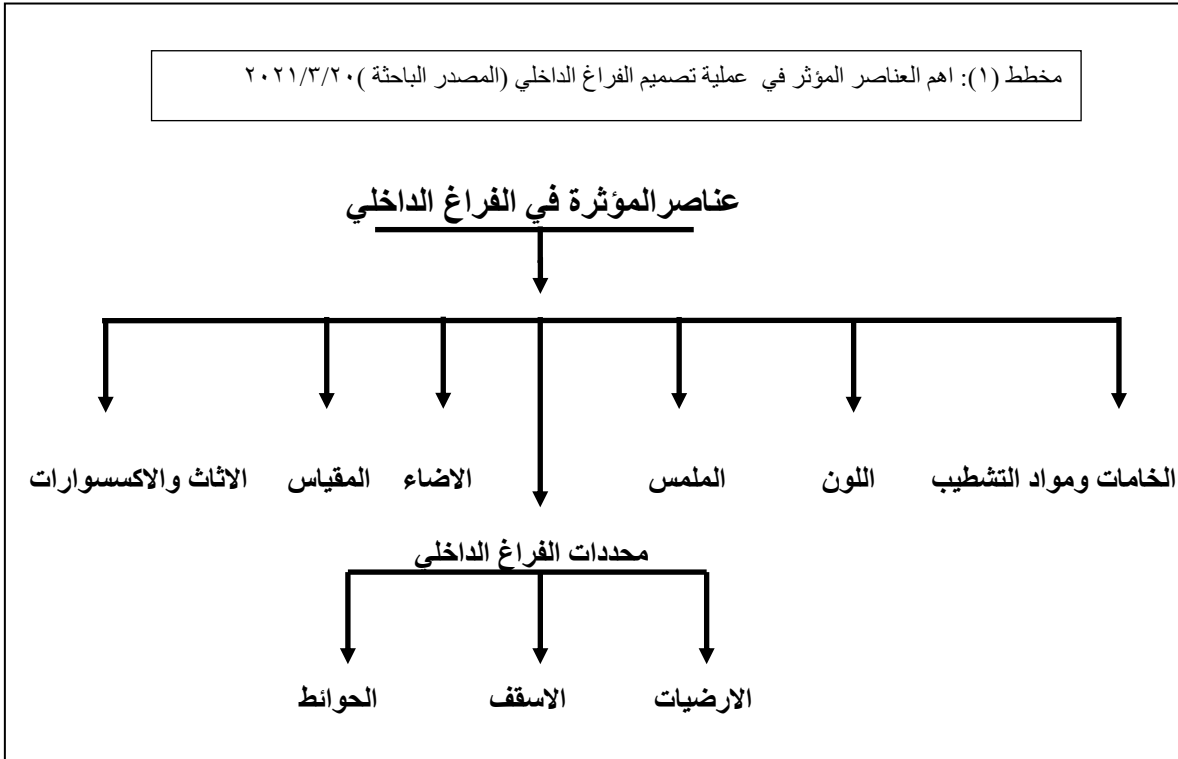 مخطط (١): اهم العناصر المؤثر في عملية تصميم الفراغ الداخلي (المصدر الباحثة )٢٠٢١/٣/٢٠
عناصرالمؤثرة في الفراغ الداخلي
الخامات ومواد التشطيب
اللون
الملمس
الاضاء
المقياس
الاثاث والاكسسوارات
محددات الفراغ الداخلي
الارضيات
الاسقف
الحوائط